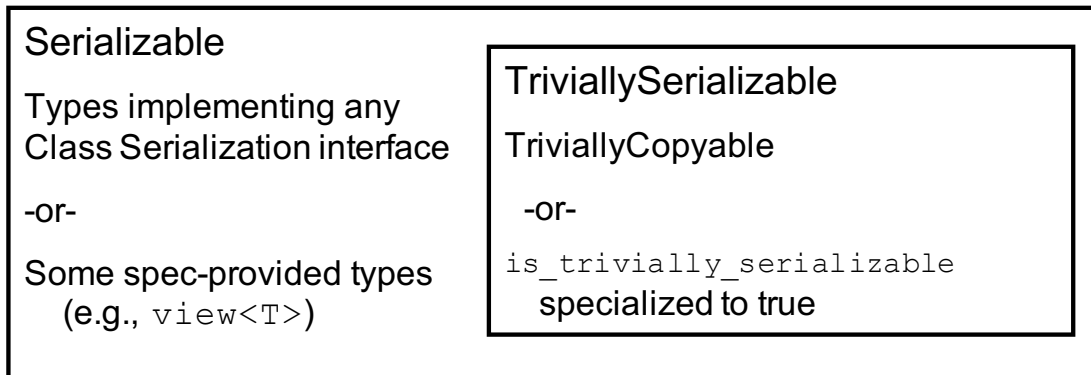 Serializable
Types implementing any
Class Serialization interface
-or-
Some spec-provided types
(e.g., view<T>)
TriviallySerializable
TriviallyCopyable
-or-
is_trivially_serializable
specialized to true